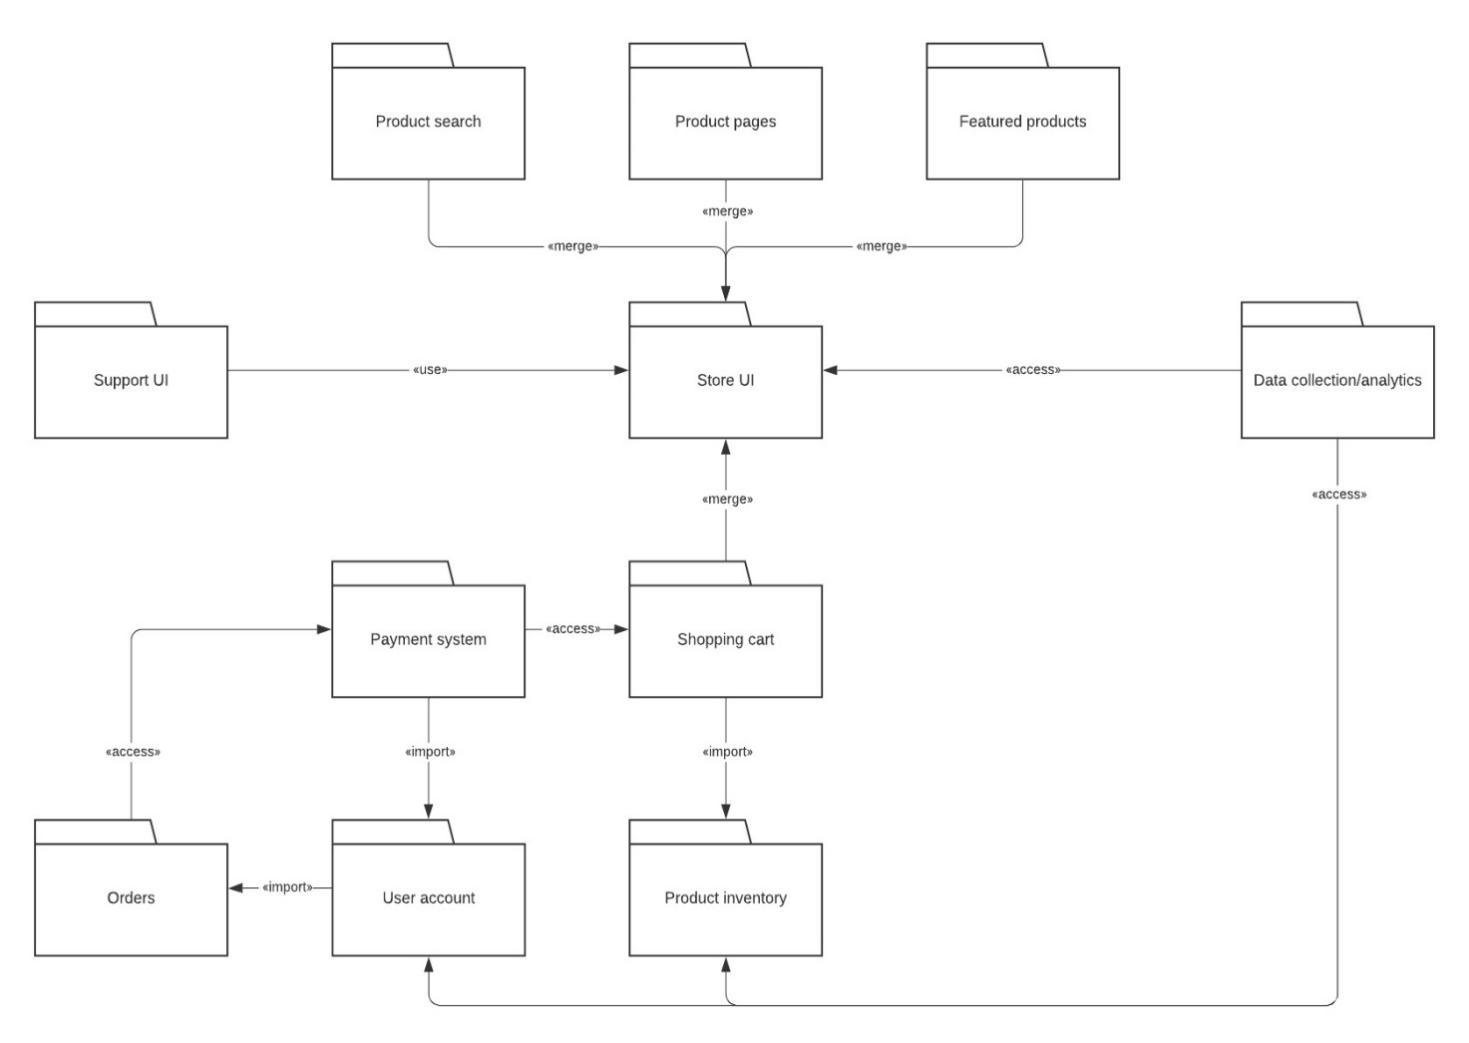 Product search
Product pages
Featured products
«merge»
«merge»
«merge»
Support UI
«use»
Store UI
«access»
Data collection/analytics
«merge»
«access»
Payment system
«access»
Shopping cart
«access»
«import»
«import»
Orders
«import»
User account
Product inventory